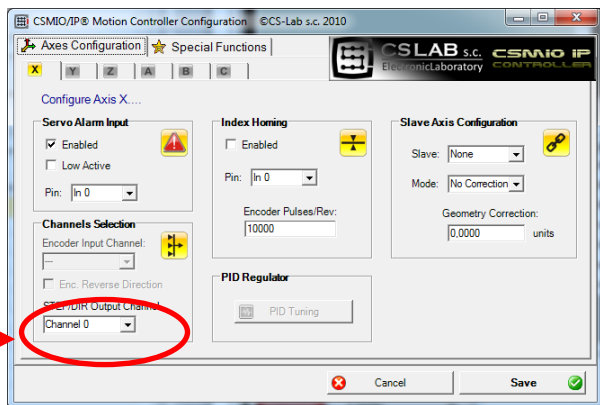 CSMIO/IP® Motion Controller Configuration ©CS-Lab s.c. 2010
Axes Configuration
Special Functions
CSLAB s.c.
ElectronicLaboratory
CSMIO IP
CONTROLLER
X Y Z A B C
Configure Axis X....
Servo Alarm Input
Enabled
Low Active
Pin: In 0
Channels Selection
Encoder Input Channel:
---
Enc. Reverse Direction
STEP/DIR Output Channel
Channel 0
Index Homing
Enabled
Pin: In 0
Encoder Pulses/Rev:
10000
PID Regulator
PID Tuning
Slave Axis Configuration
Slave: None
Mode: No Correction
Geometry Correction:
0,0000 units
Cancel
Save